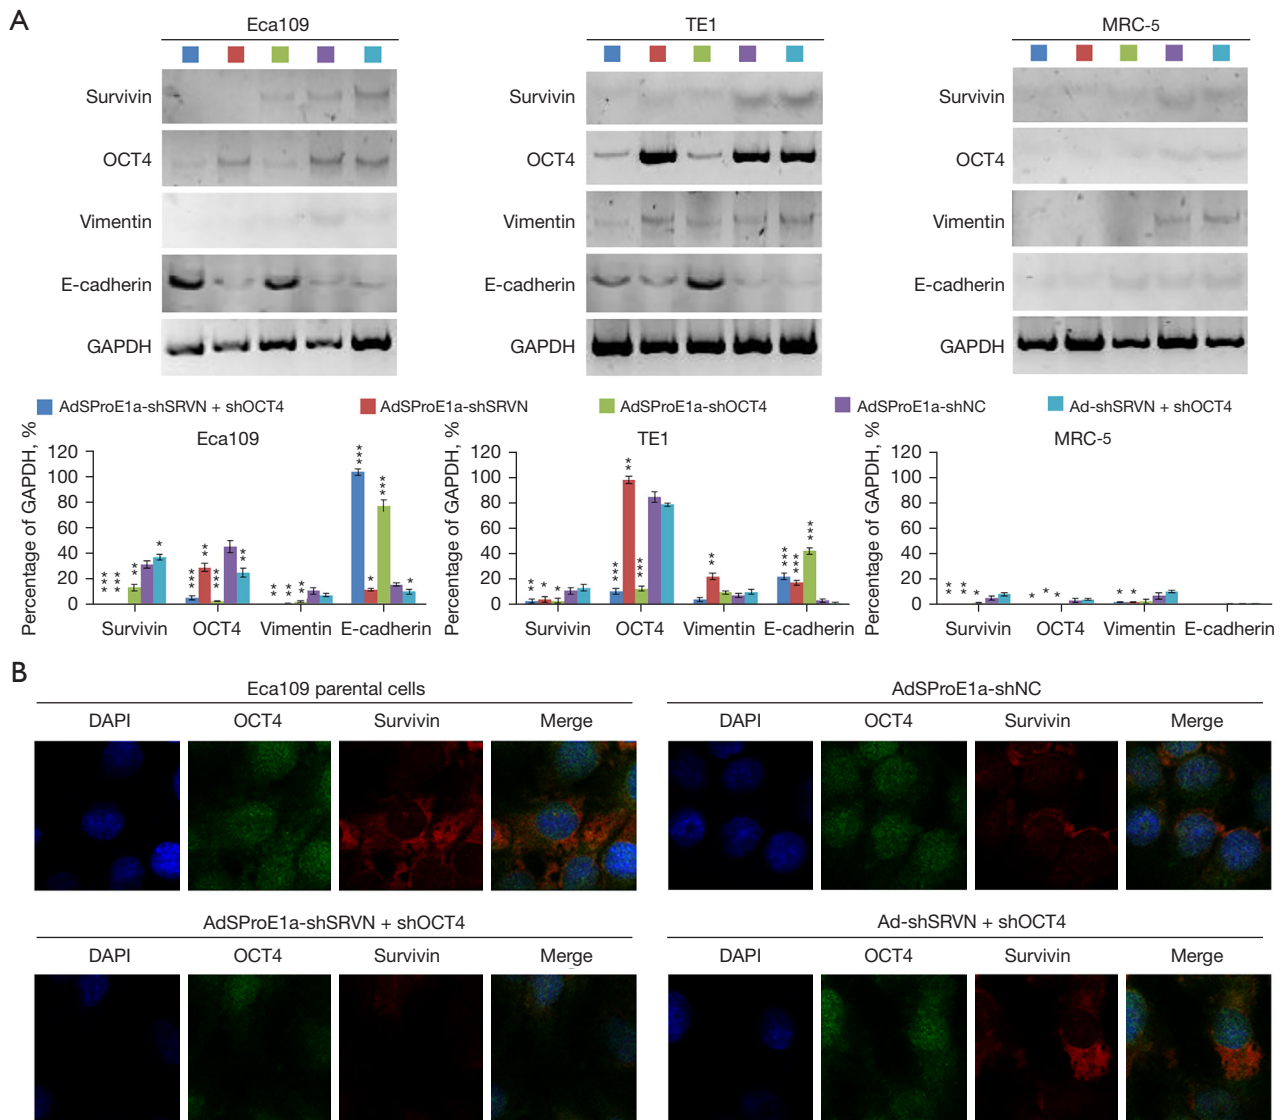 A
Eca109 TE1 MRC-5
Survivin Survivin Survivin
OCT4 OCT4 OCT4
Vimentin Vimentin Vimentin
E-cadherin E-cadherin E-cadherin
GAPDH GAPDH GAPDH
AdSProE1a-shSRVN + shOCT4 AdSProE1a-shSRVN AdSProE1a-shOCT4 AdSProE1a-shNC Ad-shSRVN + shOCT4
Eca109
Percentage of GAPDH, %
120
100
80
60
40
20
0
*** *** ** *
*** ** *** **
** ** **
*** * *** *
Survivin OCT4 Vimentin E-cadherin
TE1
Percentage of GAPDH, %
120
100
80
60
40
20
0
** * *
*** ** ***
**
*** *** ***
Survivin OCT4 Vimentin E-cadherin
MRC-5
Percentage of GAPDH, %
120
100
80
60
40
20
0
** ** *
* * *
** *
Survivin OCT4 Vimentin E-cadherin
B
Eca109 parental cells
DAPI OCT4 Survivin Merge
AdSProE1a-shNC
DAPI OCT4 Survivin Merge
AdSProE1a-shSRVN + shOCT4
DAPI OCT4 Survivin Merge
Ad-shSRVN + shOCT4
DAPI OCT4 Survivin Merge